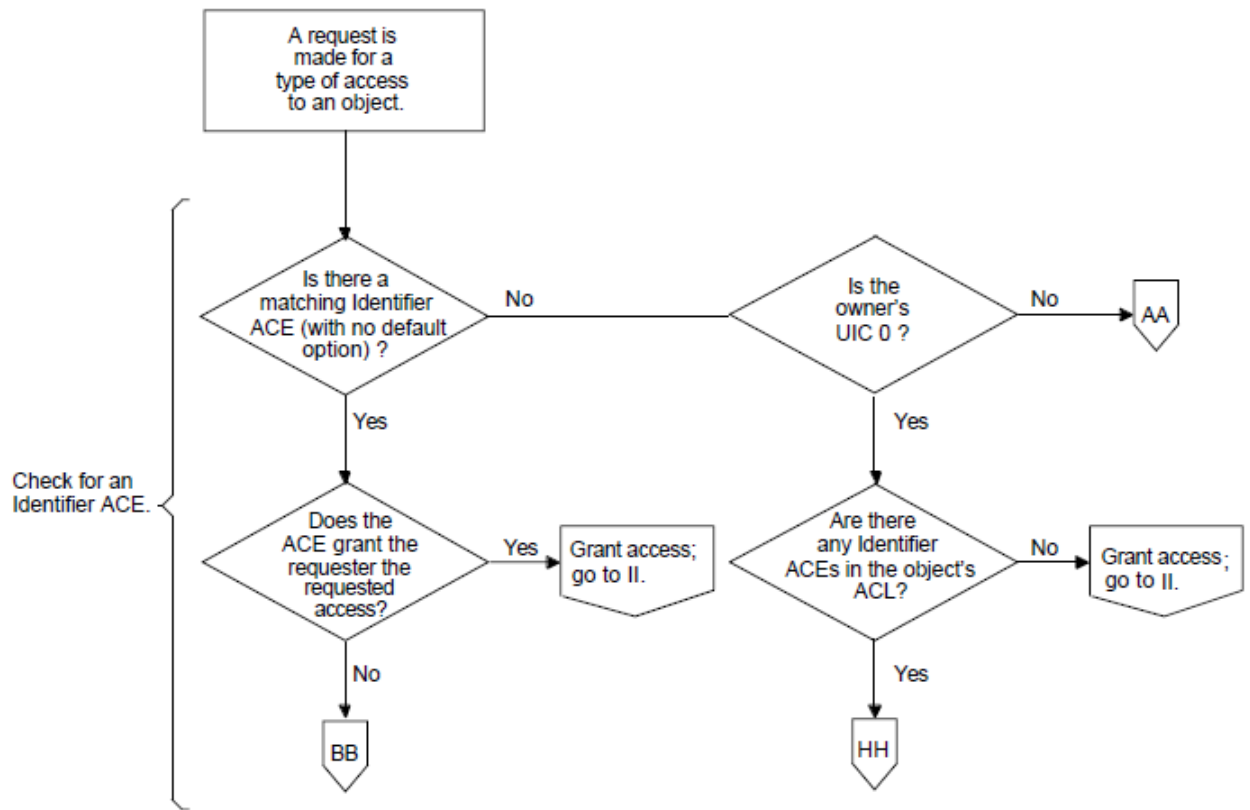 A request is
made for a
type of access
to an object.
Is there a
matching Identifier
ACE (with no default
option) ?
No
Is the
owner's
UIC 0 ?
No
AA
Yes
Yes
Check for an
Identifier ACE.
Does the
ACE grant the
requester the
requested
access?
Yes
Grant access;
go to II.
Are there
any Identifier
ACEs in the object's
ACL?
No
Grant access;
go to II.
No
Yes
BB
HH